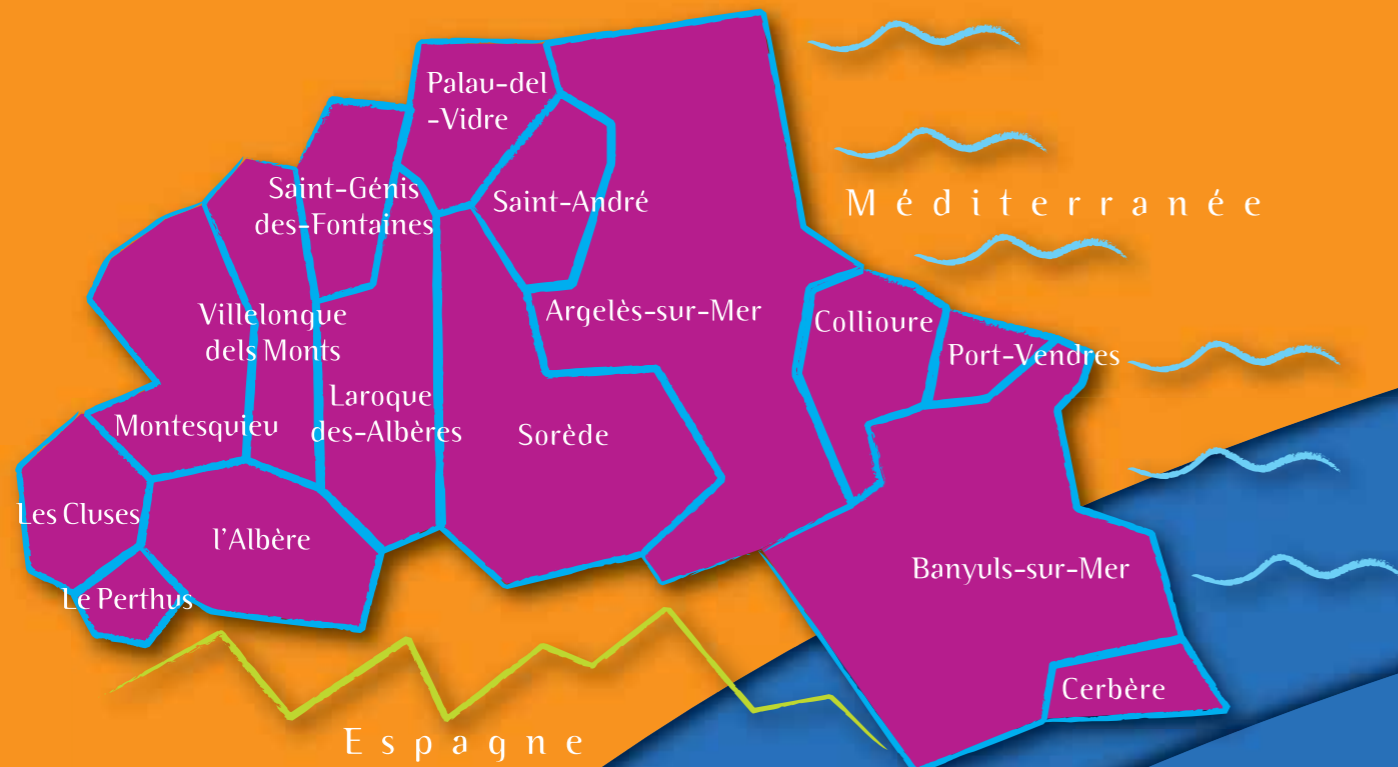 Palau-del
-Vidre
Saint-Génis
des-Fontaines
Saint-André
Méditerranée
Villelongue
dels Monts
Argelès-sur-Mer
Collioure
Port-Vendres
Laroque
des-Albères
Montesquieu
Sorède
Les Cluses
l'Albère
Banyuls-sur-Mer
Le Perthus
Cerbère
Espagne